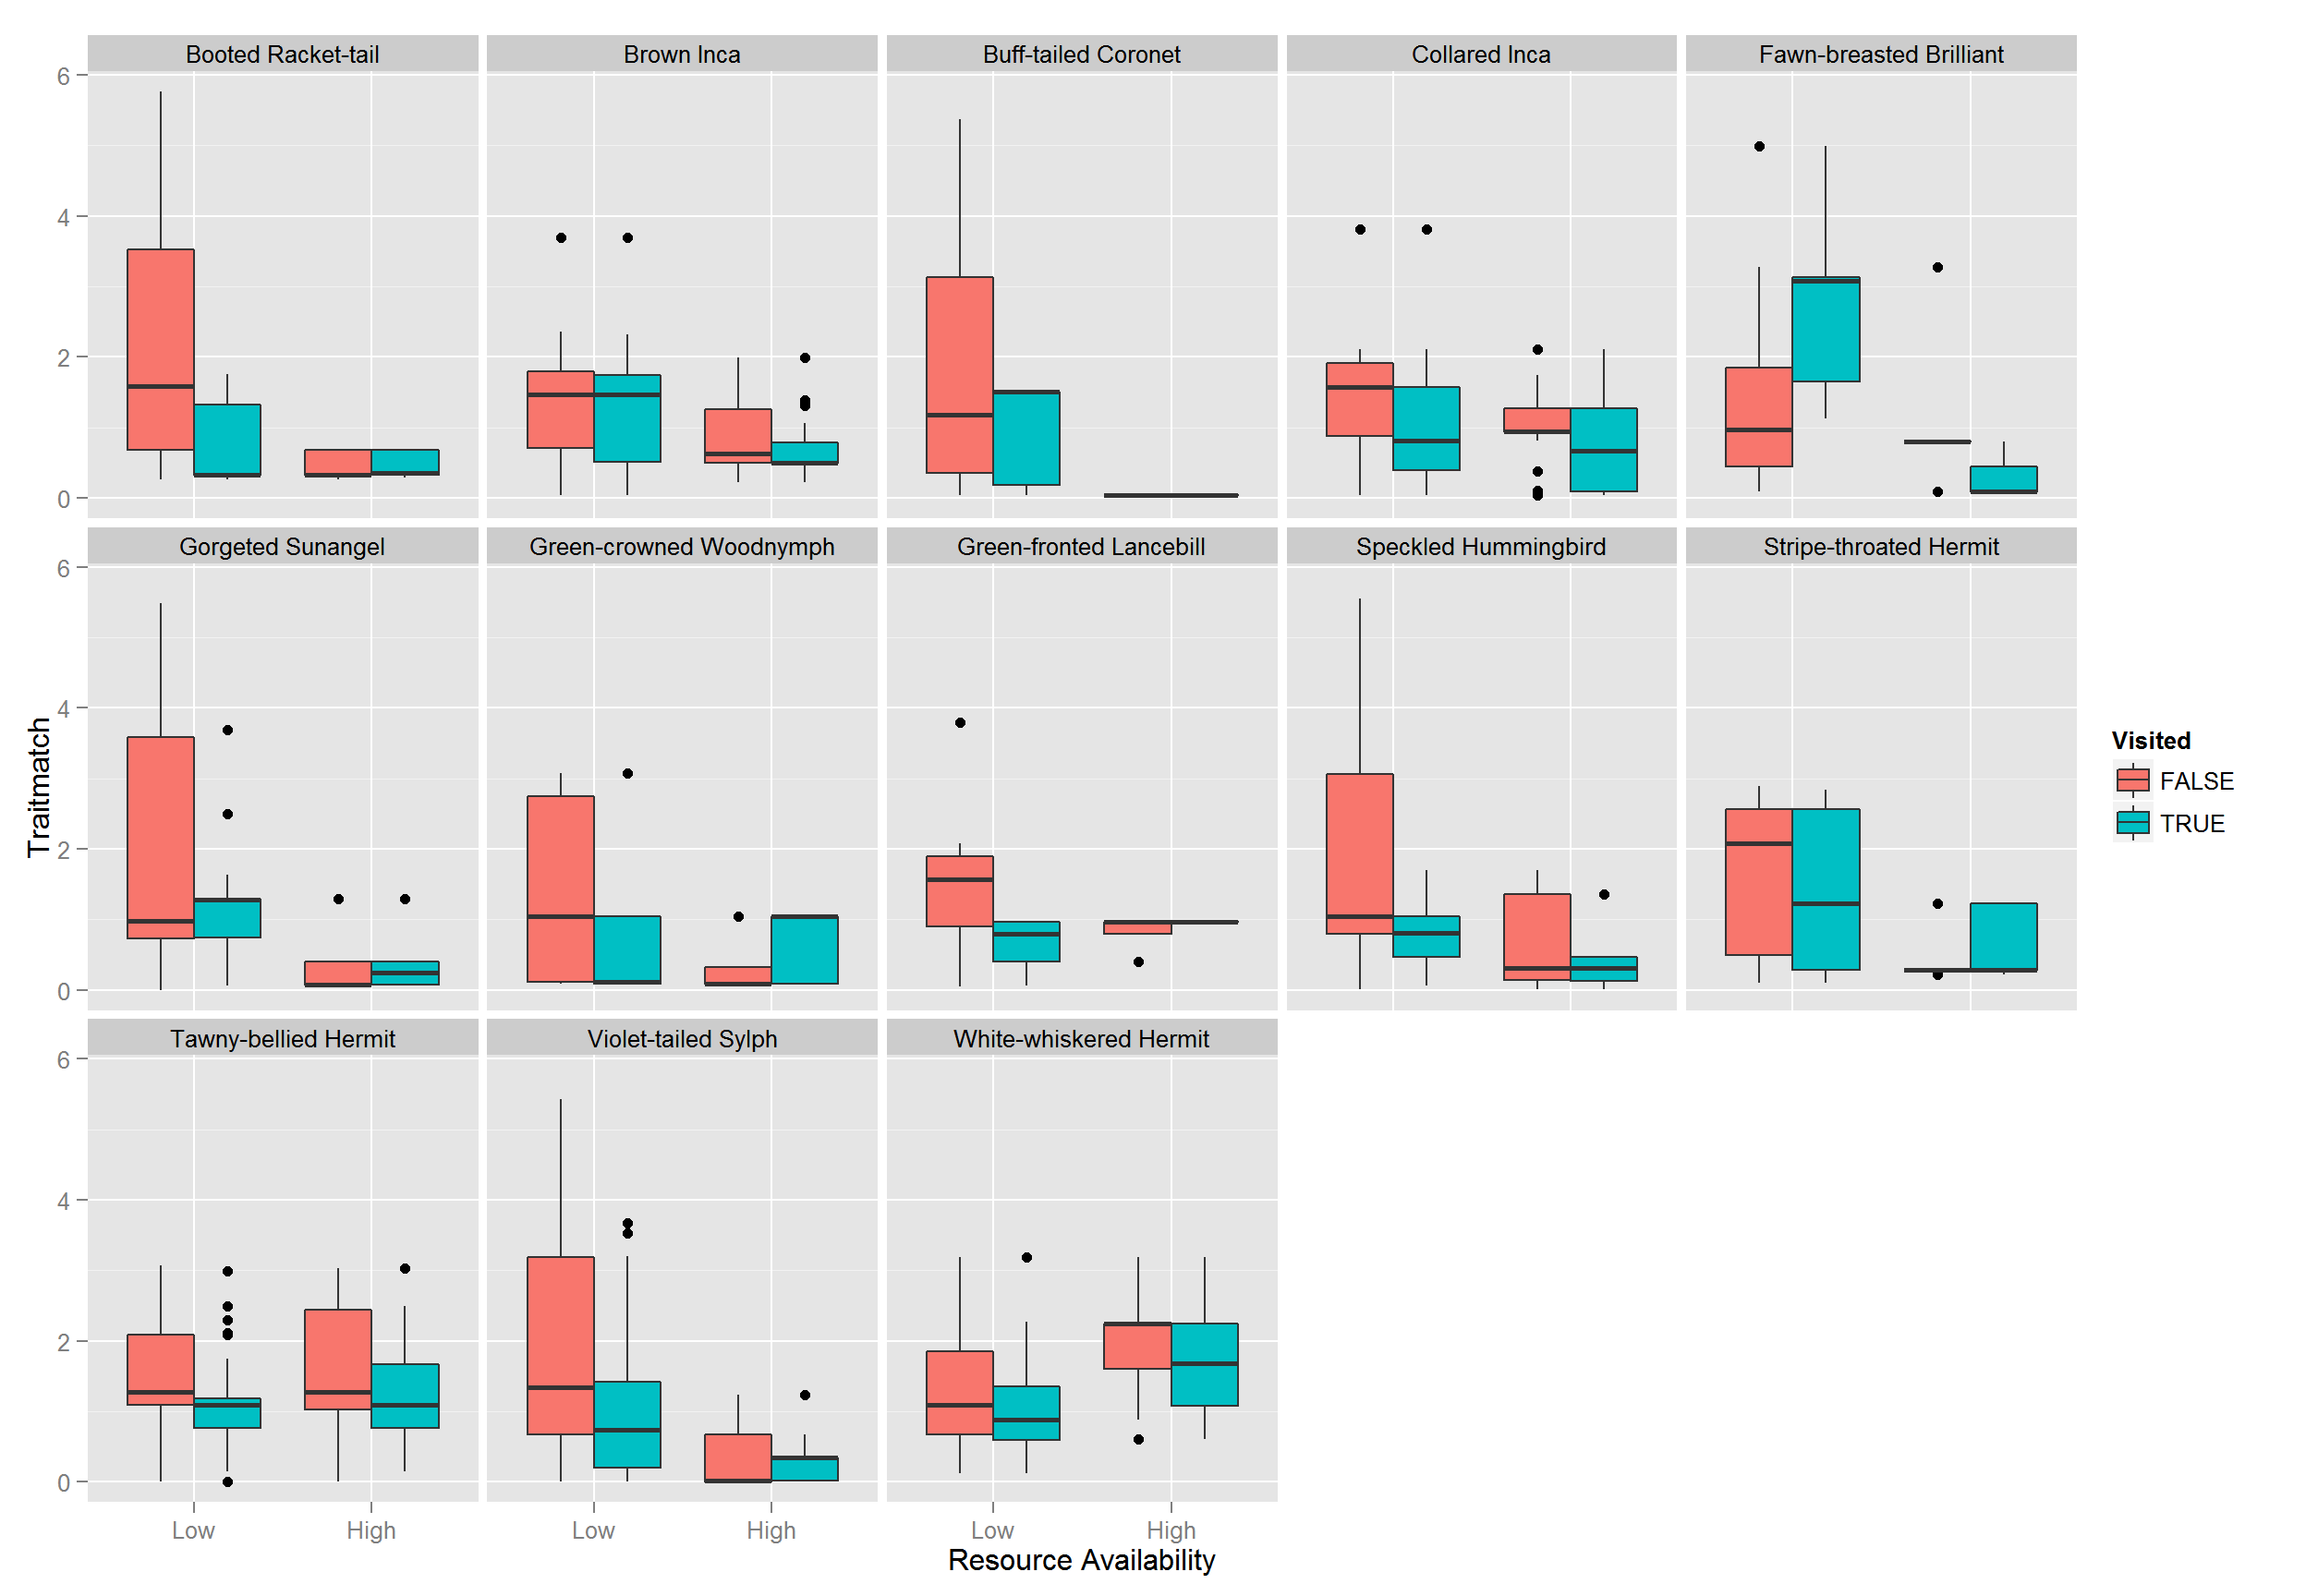 Booted Racket-tail
Brown Inca
Buff-tailed Coronet
Collared Inca
Fawn-breasted Brilliant
6
4
2
0
Gorgeted Sunangel
Green-crowned Woodnymph
Green-fronted Lancebill
Speckled Hummingbird
Stripe-throated Hermit
6
4
2
0
Traitmatch
Visited
FALSE
TRUE
Tawny-bellied Hermit
Violet-tailed Sylph
White-whiskered Hermit
6
4
2
0
Low
High
Low
High
Low
High
Resource Availability